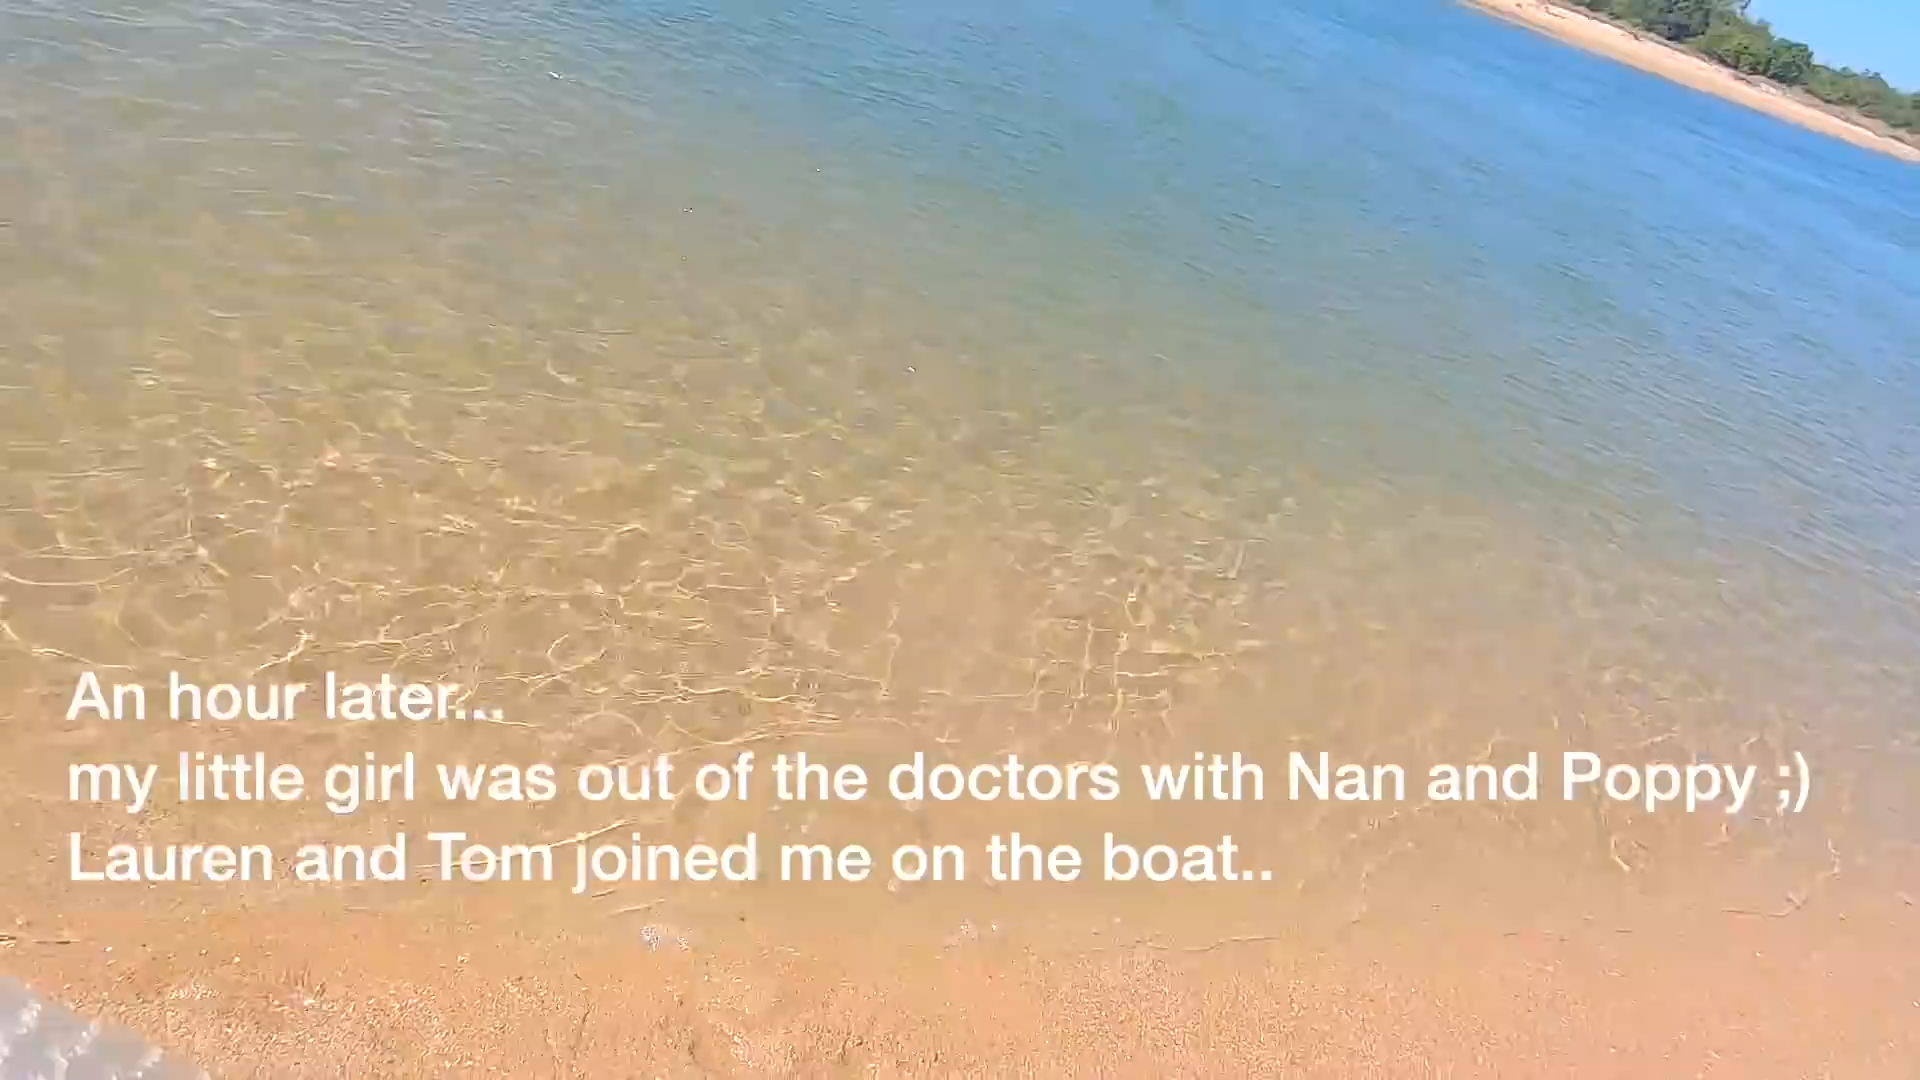 An hour later...
my little girl was out of the doctors with Nan and Poppy ;)
Lauren and Tom joined me on the boat..